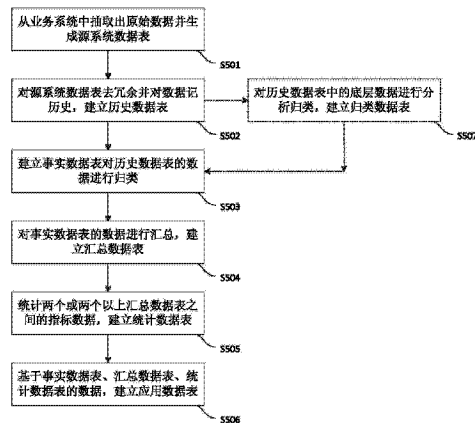 从业务系统中抽取出原始数据并生
成源系统数据表
S501
对源系统数据表去冗余并对数据记
历史，建立历史数据表
S502
对历史数据表中的底层数据进行分
析归类，建立归类数据表
S507
建立事实数据表对历史数据表的数
据进行归类
S503
对事实数据表的数据进行汇总，建
立汇总数据表
S504
统计两个或两个以上汇总数据表之
间的指标数据，建立统计数据表
S505
基于事实数据表、汇总数据表、统
计数据表的数据，建立应用数据表
S506